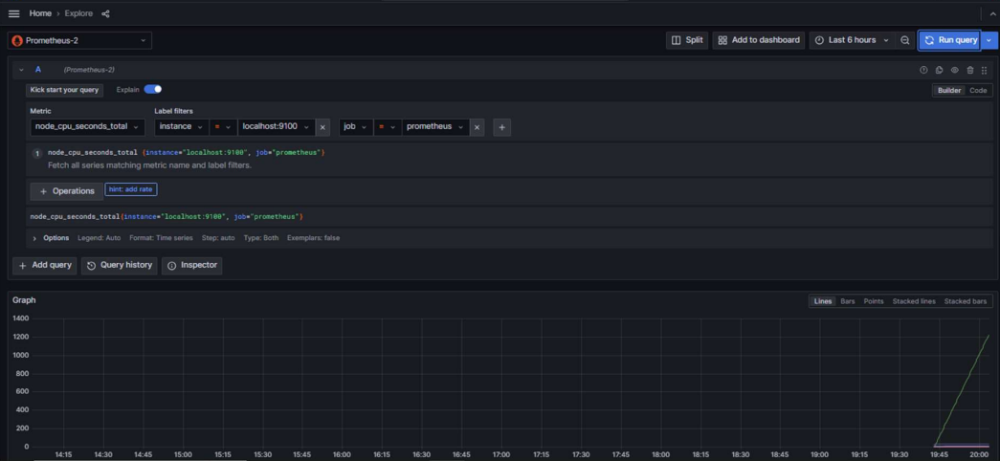 Home › Explore
Prometheus-2 Split Add to dashboard Last 6 hours Run query
A (Prometheus-2)
Kick start your query Explain Builder Code
Metric Label filters
node_cpu_seconds_total instance = localhost:9100 × job = prometheus × +
1 node_cpu_seconds_total {instance="localhost:9100", job="prometheus"}
Fetch all series matching metric name and label filters.
+ Operations hint: add rate
node_cpu_seconds_total{instance="localhost:9100", job="prometheus"}
› Options Legend: Auto Format: Time series Step: auto Type: Both Exemplars: false
+ Add query Query history Inspector
Graph Lines Bars Points Stacked lines Stacked bars
1400
1200
1000
800
600
400
200
0
14:15 14:30 14:45 15:00 15:15 15:30 15:45 16:00 16:15 16:30 16:45 17:00 17:15 17:30 17:45 18:00 18:15 18:30 18:45 19:00 19:15 19:30 19:45 20:00